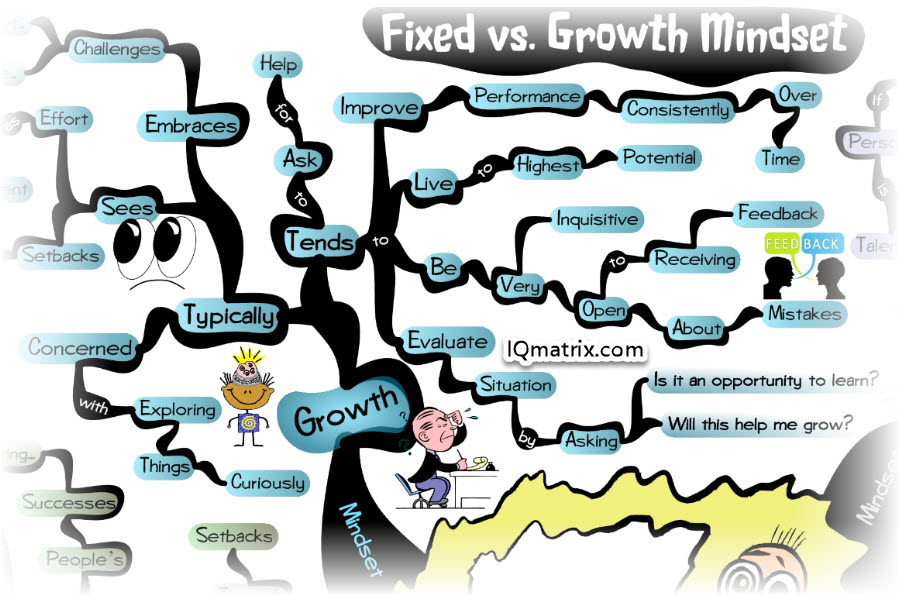 Fixed vs. Growth Mindset
Challenges
Embraces
Effort
Sees
Setbacks
Help
for
Ask
to
Tends
to
Improve
Performance
Consistently
Over
Time
Live
to
Highest
Potential
Be
Very
Inquisitive
Open
to
Receiving
Feedback
FEED BACK
About
Mistakes
If
Typically
Concerned
with
Exploring
Things
Curiously
Growth
?
Mindset
Evaluate
IQmatrix.com
Situation
by
Asking
Is it an opportunity to learn?
Will this help me grow?
Successes
People's
Setbacks